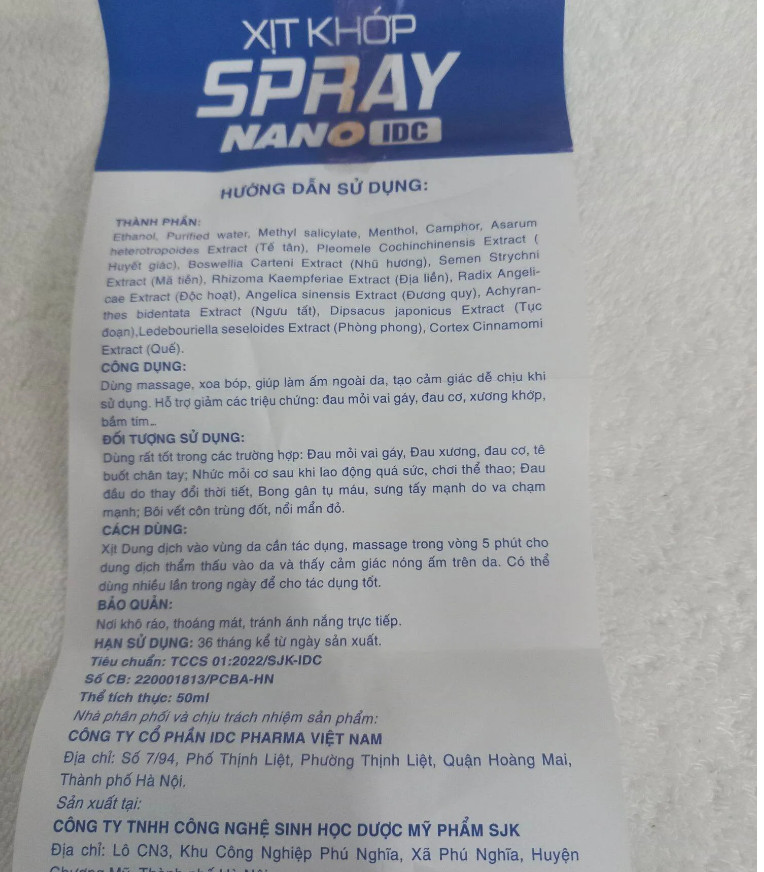 XỊT KHỚP
SPRAY
NANO IDC
HƯỚNG DẪN SỬ DỤNG:
THÀNH PHẦN:
Ethanol, Purified water, Methyl salicylate, Menthol, Camphor, Asarum
heterotropoides Extract (Tế tân), Pleomele Cochinchinensis Extract (
Huyết giác), Boswellia Carteni Extract (Nhũ hương), Semen Strychni
Extract (Mã tiền), Rhizoma Kaempferiae Extract (Địa liền), Radix Angeli-
cae Extract (Độc hoạt), Angelica sinensis Extract (Đương quy), Achyran-
thes bidentata Extract (Ngưu tất), Dipsacus japonicus Extract (Tục
đoạn),Ledebouriella seseloides Extract (Phòng phong), Cortex Cinnamomi
Extract (Quế).
CÔNG DỤNG:
Dùng massage, xoa bóp, giúp làm ấm ngoài da, tạo cảm giác dễ chịu khi
sử dụng. Hỗ trợ giảm các triệu chứng: đau mỏi vai gáy, đau cơ, xương khớp,
bầm tím...
ĐỐI TƯỢNG SỬ DỤNG:
Dùng rất tốt trong các trường hợp: Đau mỏi vai gáy, Đau xương, đau cơ, tê
buốt chân tay; Nhức mỏi cơ sau khi lao động quá sức, chơi thể thao; Đau
đầu do thay đổi thời tiết, Bong gân tụ máu, sưng tấy mạnh do va chạm
mạnh; Bôi vết côn trùng đốt, nổi mẩn đỏ.
CÁCH DÙNG:
Xịt Dung dịch vào vùng da cần tác dụng, massage trong vòng 5 phút cho
dung dịch thẩm thấu vào da và thấy cảm giác nóng ấm trên da. Có thể
dùng nhiều lần trong ngày để cho tác dụng tốt.
BẢO QUẢN:
Nơi khô ráo, thoáng mát, tránh ánh nắng trực tiếp.
HẠN SỬ DỤNG: 36 tháng kể từ ngày sản xuất.
Tiêu chuẩn: TCCS 01:2022/SJK-IDC
Số CB: 220001813/PCBA-HN
Thể tích thực: 50ml
Nhà phân phối và chịu trách nhiệm sản phẩm:
CÔNG TY CỔ PHẦN IDC PHARMA VIỆT NAM
Địa chỉ: Số 7/94, Phố Thịnh Liệt, Phường Thịnh Liệt, Quận Hoàng Mai,
Thành phố Hà Nội.
Sản xuất tại:
CÔNG TY TNHH CÔNG NGHỆ SINH HỌC DƯỢC MỸ PHẨM SJK
Địa chỉ: Lô CN3, Khu Công Nghiệp Phú Nghĩa, Xã Phú Nghĩa, Huyện